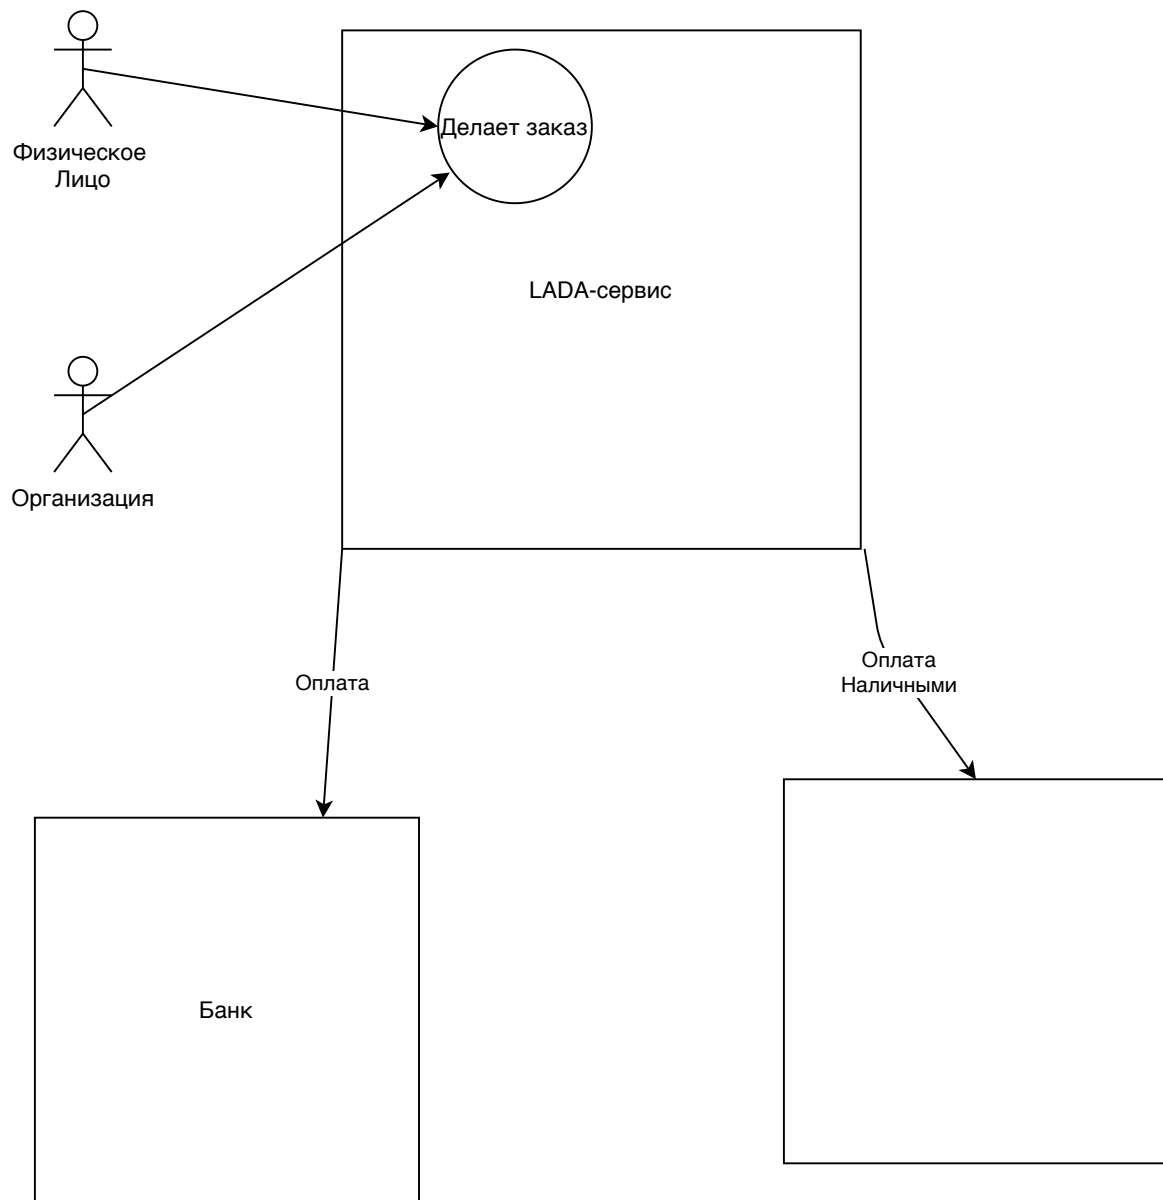 Делает заказ
Физическое
Лицо
LADA-сервис
Организация
Оплата
Оплата
Наличными
Банк